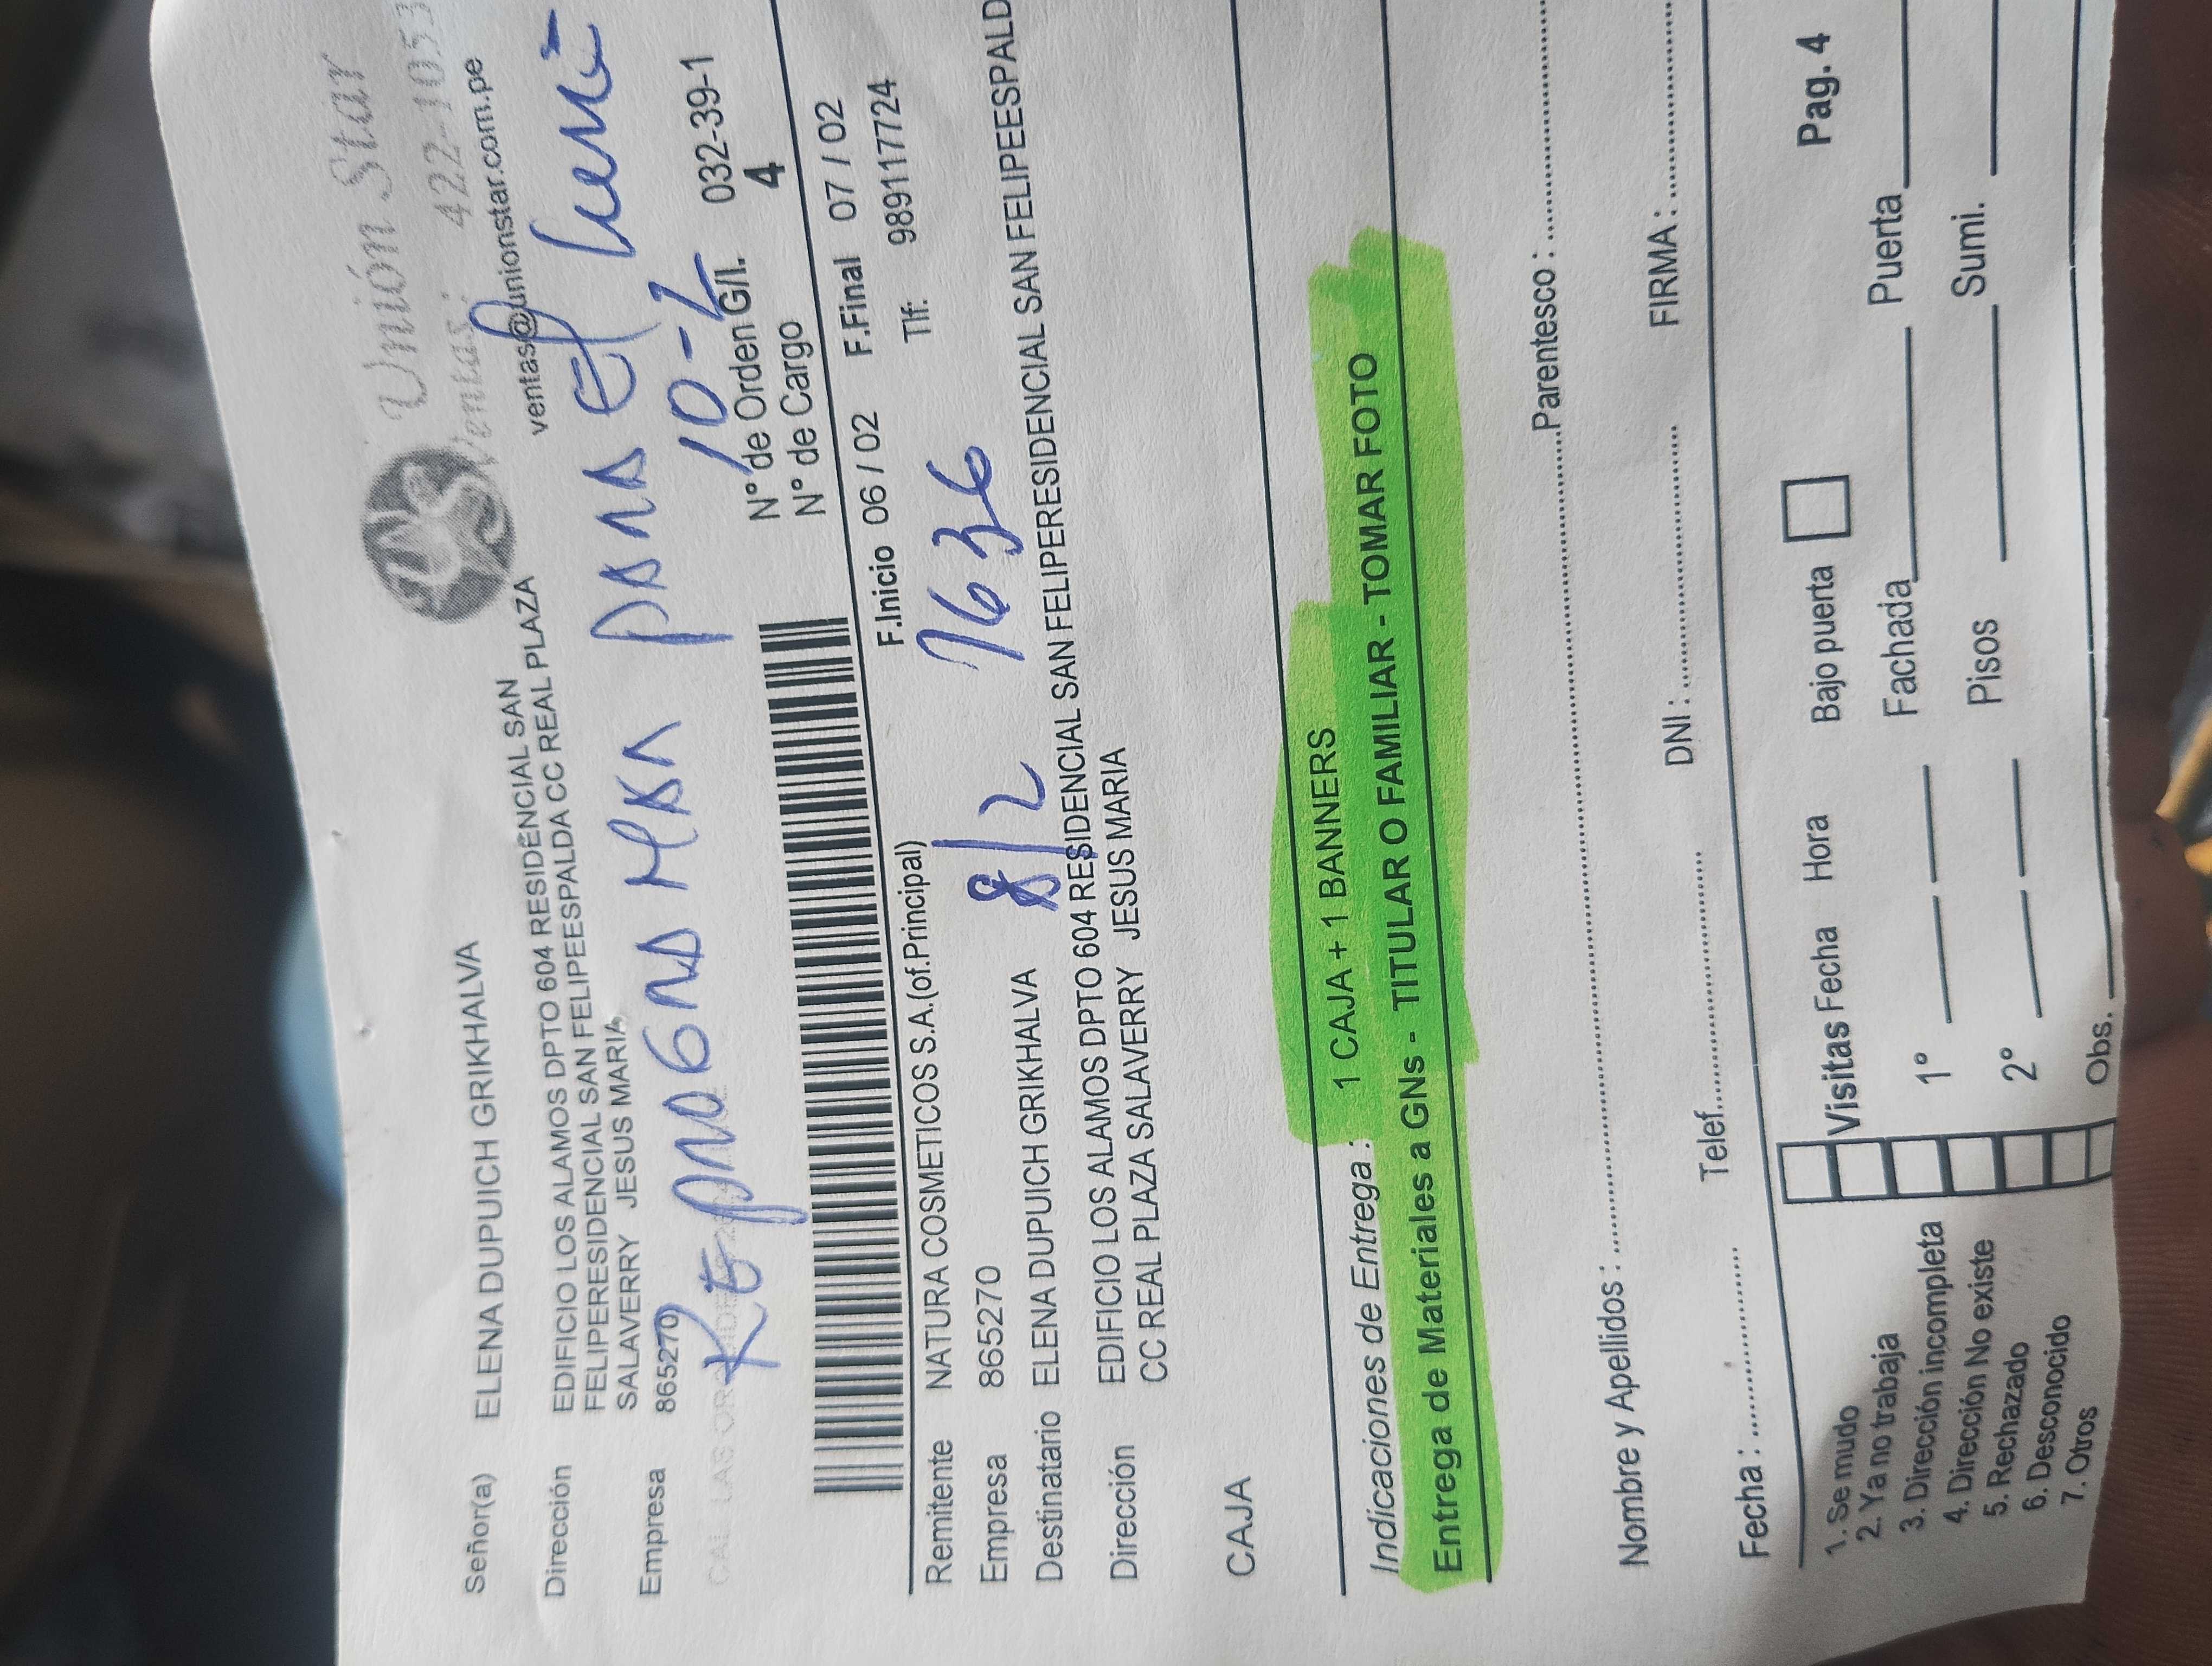 Unión Star
Ventas: 422-1053
ventas@unionstar.com.pe
Señor(a) ELENA DUPUICH GRIKHALVA
Dirección EDIFICIO LOS ALAMOS DPTO 604 RESIDENCIAL SAN
FELIPERESIDENCIAL SAN FELIPEESPALDA CC REAL PLAZA
SALAVERRY JESUS MARIA
Empresa 865270
REPROGRAMAR PARA EL lunes
10-2
N° de Orden G/I. 032-39-1
N° de Cargo 4
F.Inicio 06 / 02 F.Final 07 / 02
Remitente NATURA COSMETICOS S.A.(of.Principal) Tlf: 989117724
Empresa 865270
8/2 1636
Destinatario ELENA DUPUICH GRIKHALVA
Dirección EDIFICIO LOS ALAMOS DPTO 604 RESIDENCIAL SAN FELIPERESIDENCIAL SAN FELIPEESPALD
CC REAL PLAZA SALAVERRY JESUS MARIA
CAJA
Indicaciones de Entrega : 1 CAJA + 1 BANNERS
Entrega de Materiales a GNs - TITULAR O FAMILIAR - TOMAR FOTO
Nombre y Apellidos : Parentesco :
Fecha : Telef. DNI : FIRMA :
1. Se mudo
2. Ya no trabaja
3. Dirección incompleta
4. Dirección No existe
5. Rechazado
6. Desconocido
7. Otros
Visitas Fecha Hora Bajo puerta Pag. 4
1° Fachada Puerta
2° Pisos Sumi.
Obs.